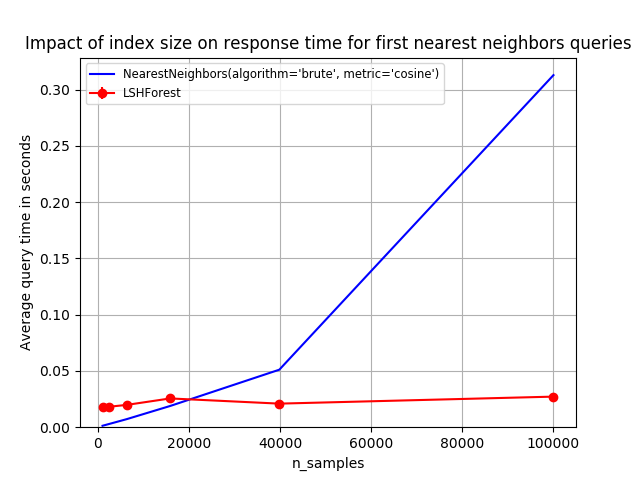 Impact of index size on response time for first nearest neighbors queries
NearestNeighbors(algorithm='brute', metric='cosine')
LSHForest
0.30
0.25
0.20
0.15
0.10
0.05
0.00
Average query time in seconds
0
20000
40000
60000
80000
100000
n_samples